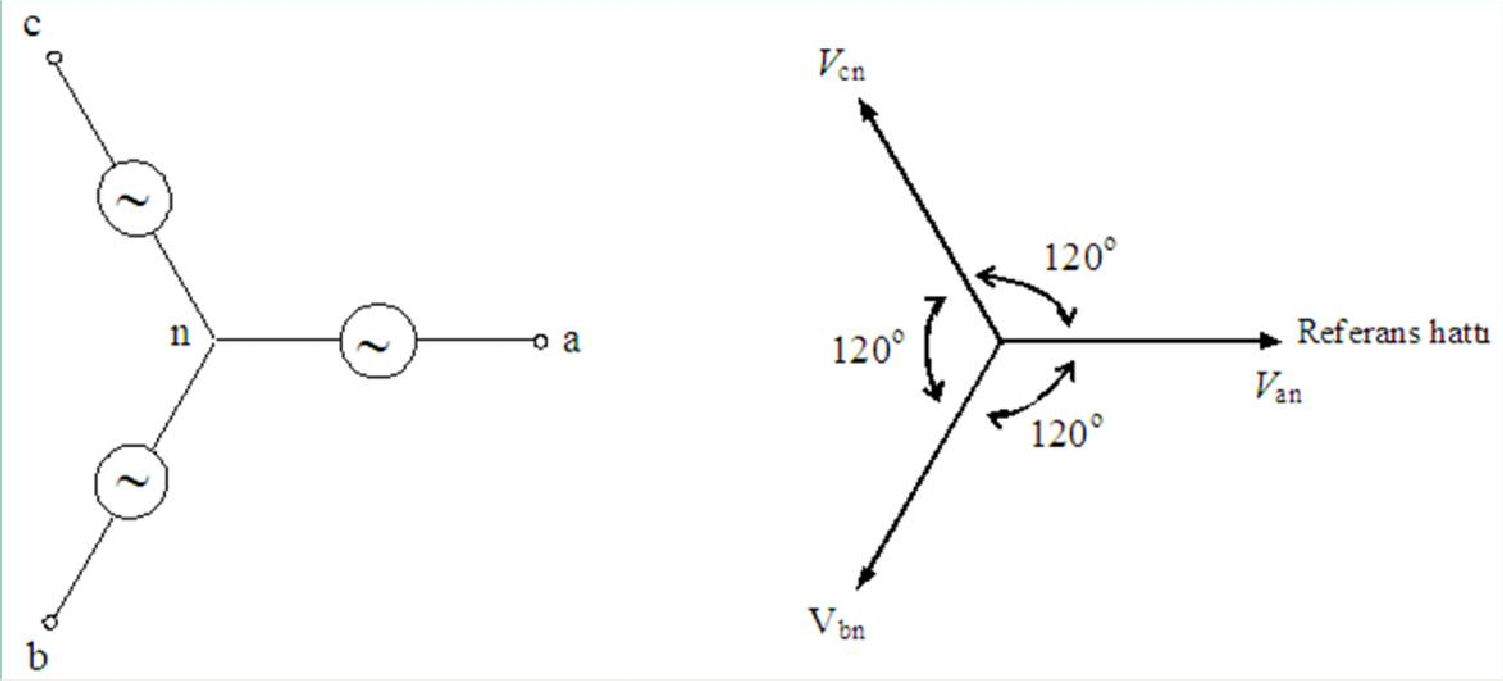 c
n
a
b
~
~
~
Vcn
120°
120°
120°
Referans hattı
Van
Vbn